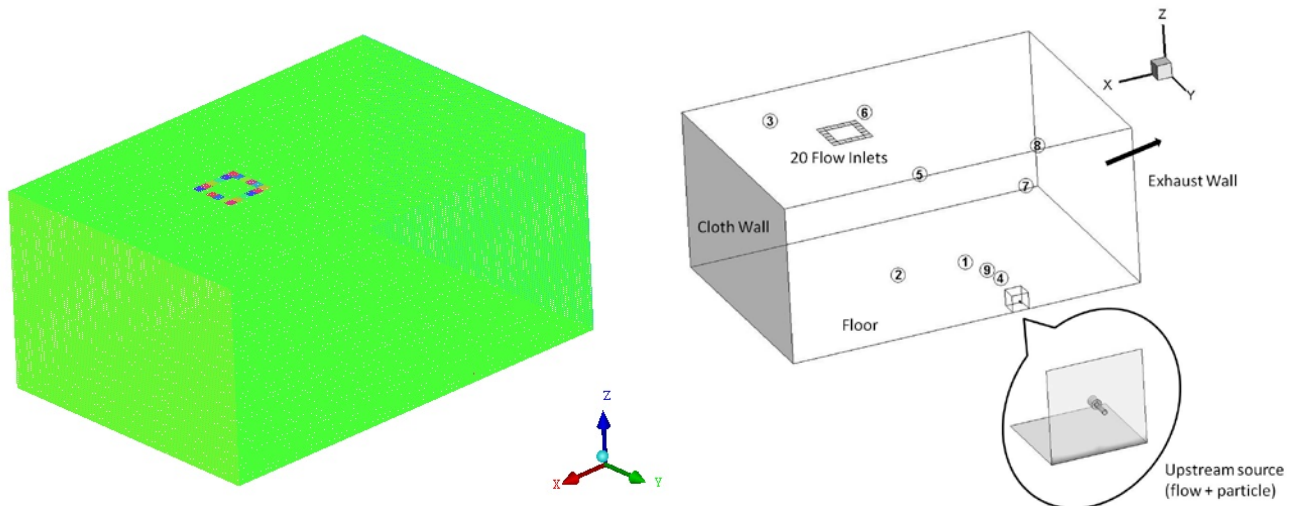 Z
X
Y
③
⑥
20 Flow Inlets
⑧
⑤
⑦
Exhaust Wall
Cloth Wall
①
②
⑨
④
Floor
Z
X
Y
Upstream source
(flow + particle)